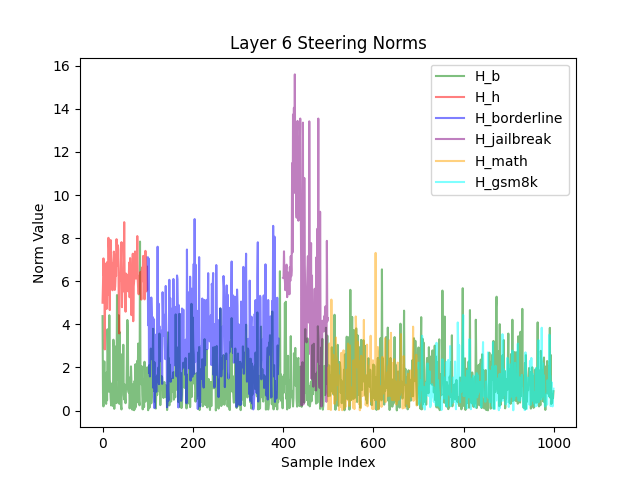 Layer 6 Steering Norms
16
14
12
10
8
6
4
2
0
Norm Value
H_b
H_h
H_borderline
H_jailbreak
H_math
H_gsm8k
0 200 400 600 800 1000
Sample Index